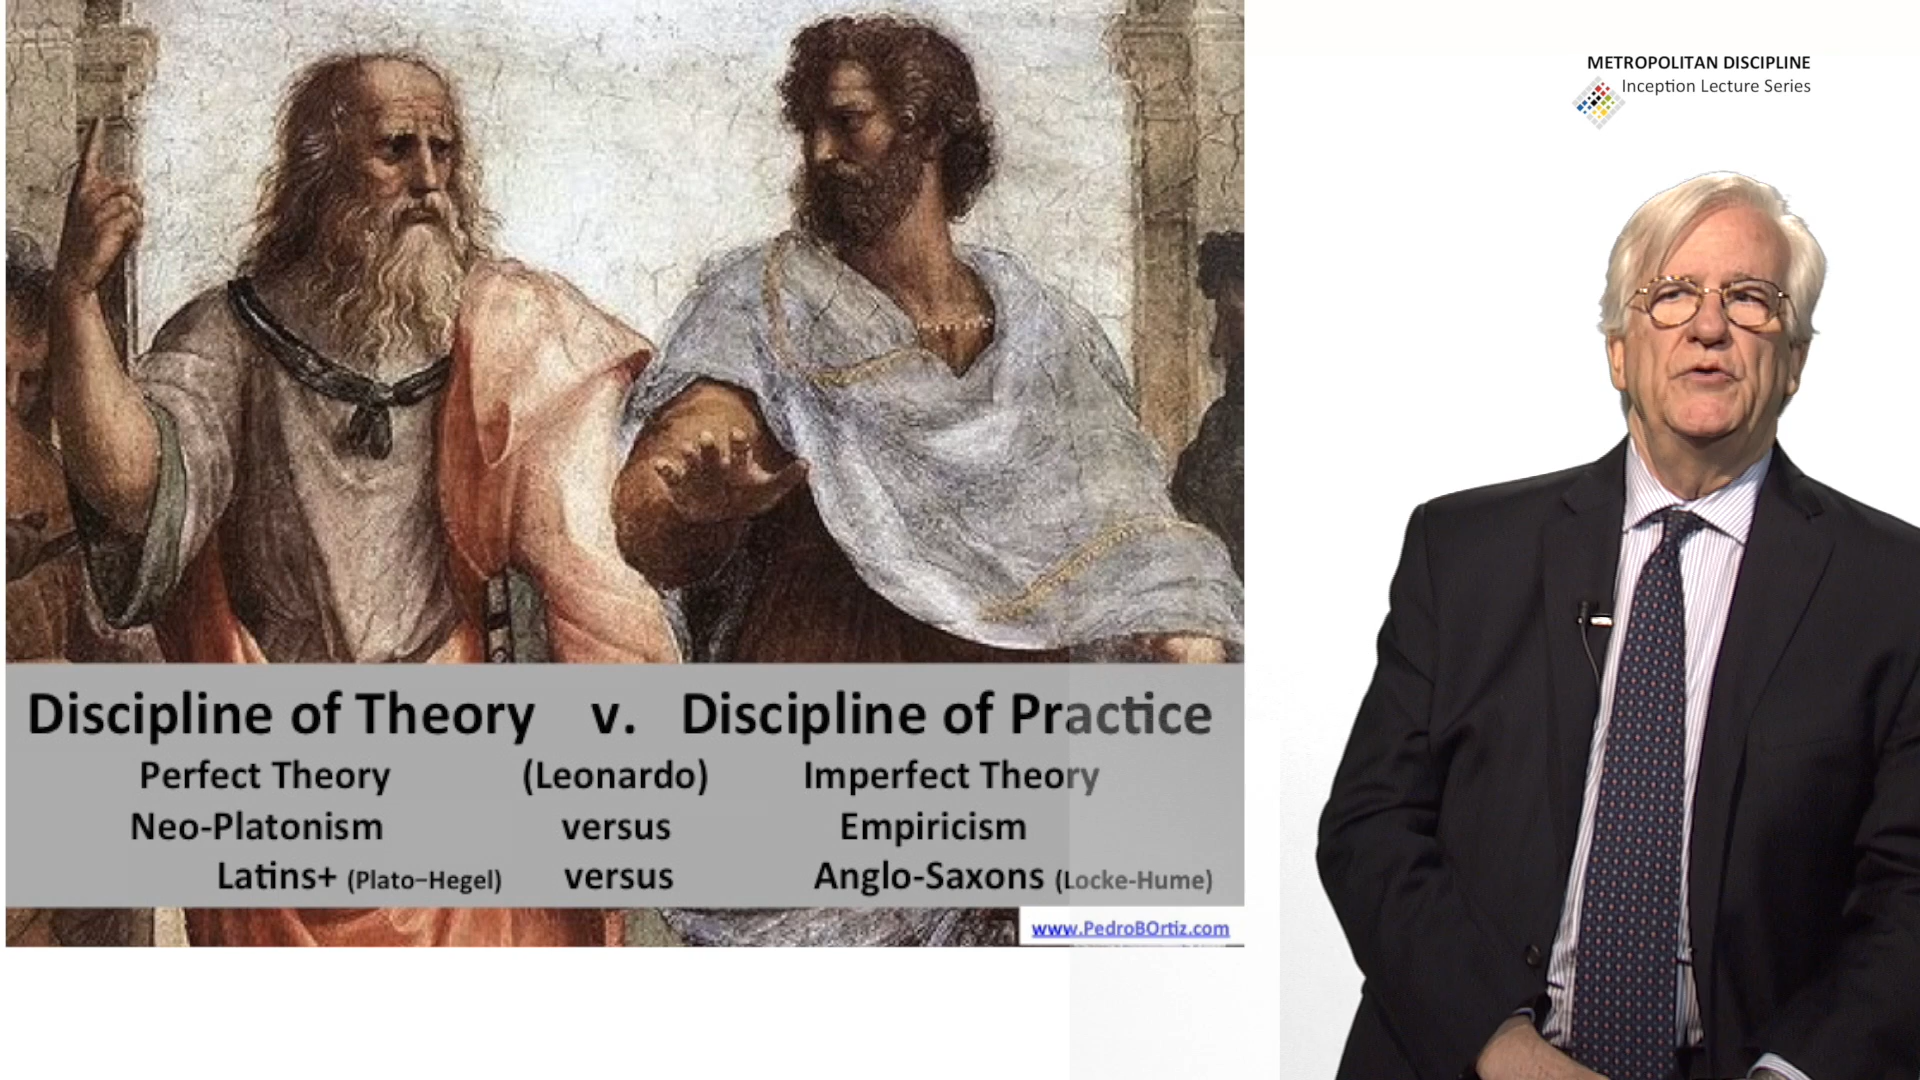 METROPOLITAN DISCIPLINE
Inception Lecture Series
Discipline of Theory v. Discipline of Practice
Perfect Theory (Leonardo) Imperfect Theory
Neo-Platonism versus Empiricism
Latins+ (Plato–Hegel) versus Anglo-Saxons (Locke-Hume)
www.PedroBOrtiz.com